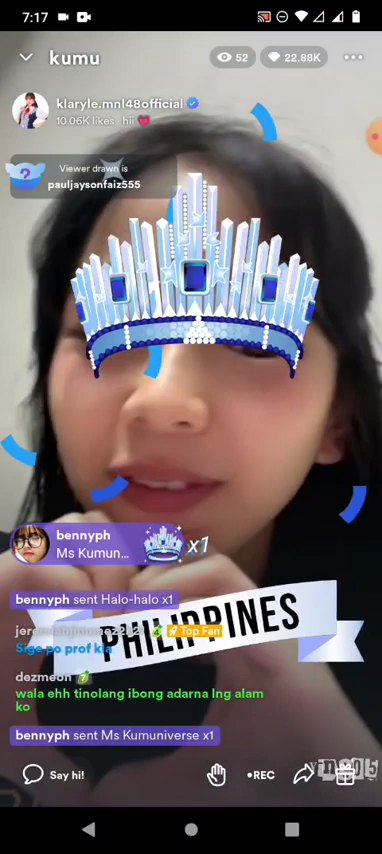 7:17
kumu
52
22.88K
klaryle.mnl48official
10.06K likes · hii
Viewer drawn is
pauljaysonfaiz555
bennyph
Ms Kumun... x1
bennyph sent Halo-halo x1
Top Fan
Sige po prof kla
PHILIPPINES
dezmeon
wala ehh tinolang ibong adarna lng alam
ko
bennyph sent Ms Kumuniverse x1
Say hi!
•REC